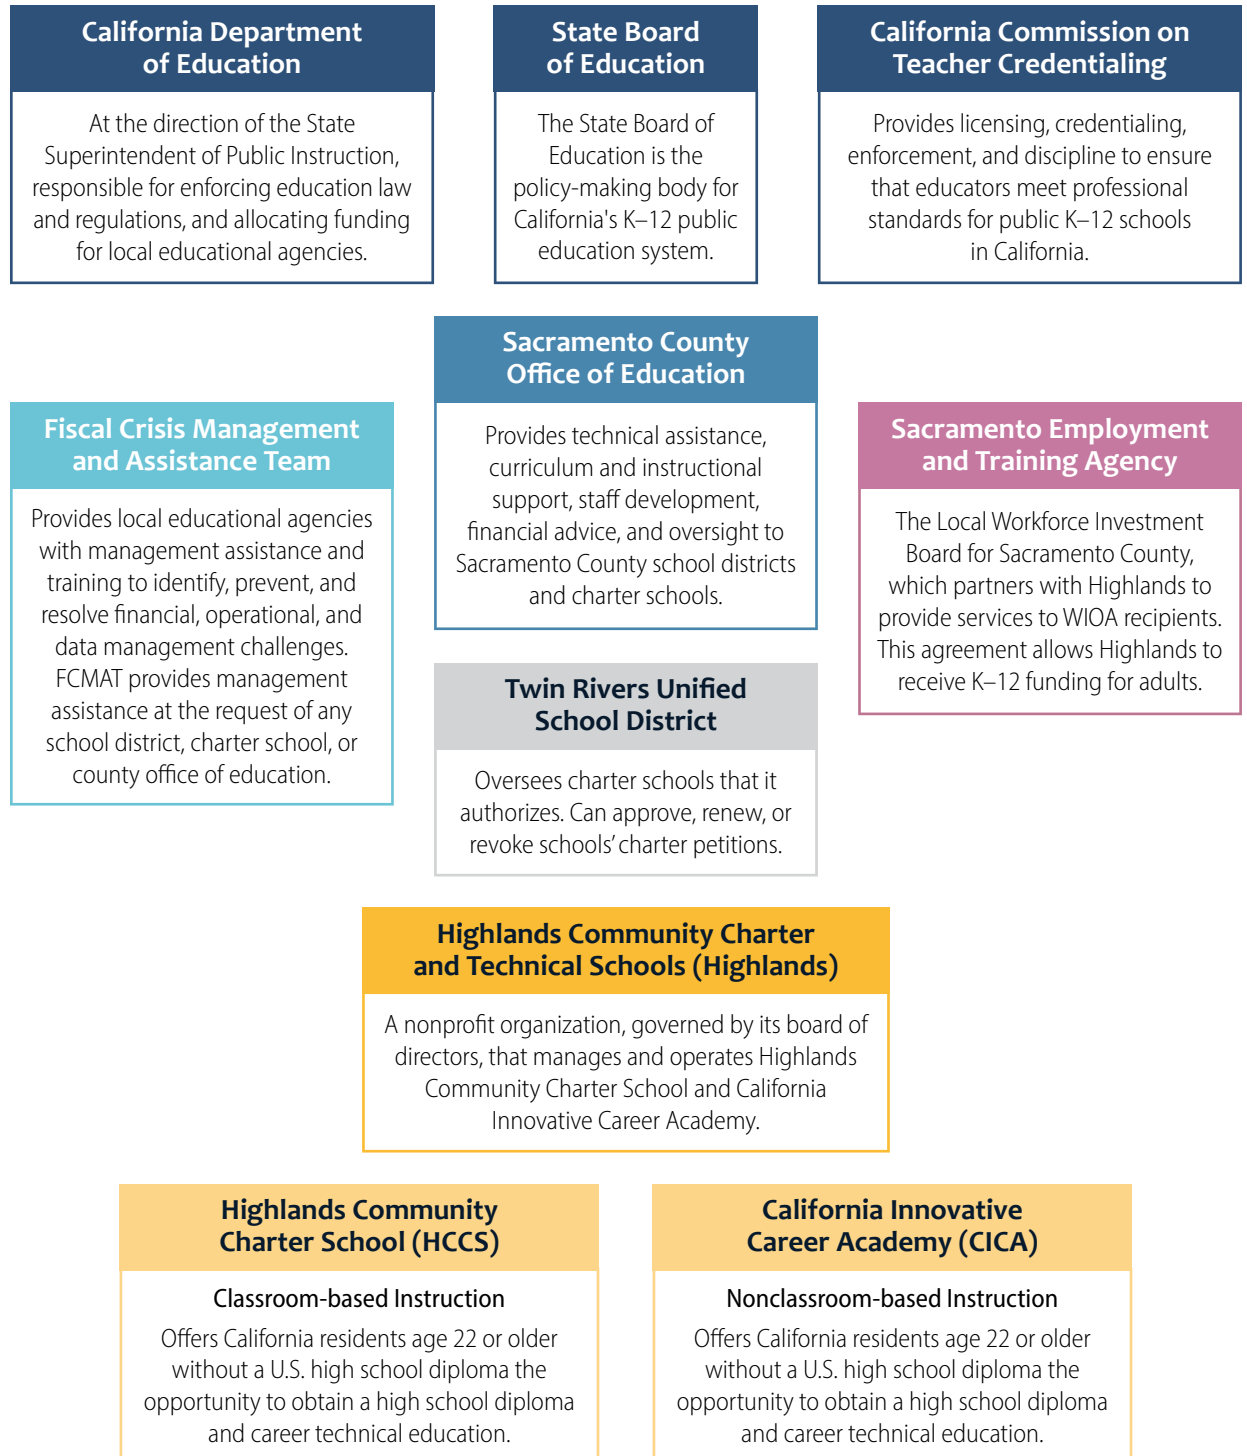 California Department
of Education
At the direction of the State
Superintendent of Public Instruction,
responsible for enforcing education law
and regulations, and allocating funding
for local educational agencies.
State Board
of Education
The State Board of
Education is the
policy-making body for
California's K–12 public
education system.
California Commission on
Teacher Credentialing
Provides licensing, credentialing,
enforcement, and discipline to ensure
that educators meet professional
standards for public K–12 schools
in California.
Sacramento County
Office of Education
Provides technical assistance,
curriculum and instructional
support, staff development,
financial advice, and oversight to
Sacramento County school districts
and charter schools.
Fiscal Crisis Management
and Assistance Team
Provides local educational agencies
with management assistance and
training to identify, prevent, and
resolve financial, operational, and
data management challenges.
FCMAT provides management
assistance at the request of any
school district, charter school, or
county office of education.
Sacramento Employment
and Training Agency
The Local Workforce Investment
Board for Sacramento County,
which partners with Highlands to
provide services to WIOA recipients.
This agreement allows Highlands to
receive K–12 funding for adults.
Twin Rivers Unified
School District
Oversees charter schools that it
authorizes. Can approve, renew, or
revoke schools’ charter petitions.
Highlands Community Charter
and Technical Schools (Highlands)
A nonprofit organization, governed by its board of
directors, that manages and operates Highlands
Community Charter School and California
Innovative Career Academy.
Highlands Community
Charter School (HCCS)
Classroom-based Instruction
Offers California residents age 22 or older
without a U.S. high school diploma the
opportunity to obtain a high school diploma
and career technical education.
California Innovative
Career Academy (CICA)
Nonclassroom-based Instruction
Offers California residents age 22 or older
without a U.S. high school diploma the
opportunity to obtain a high school diploma
and career technical education.